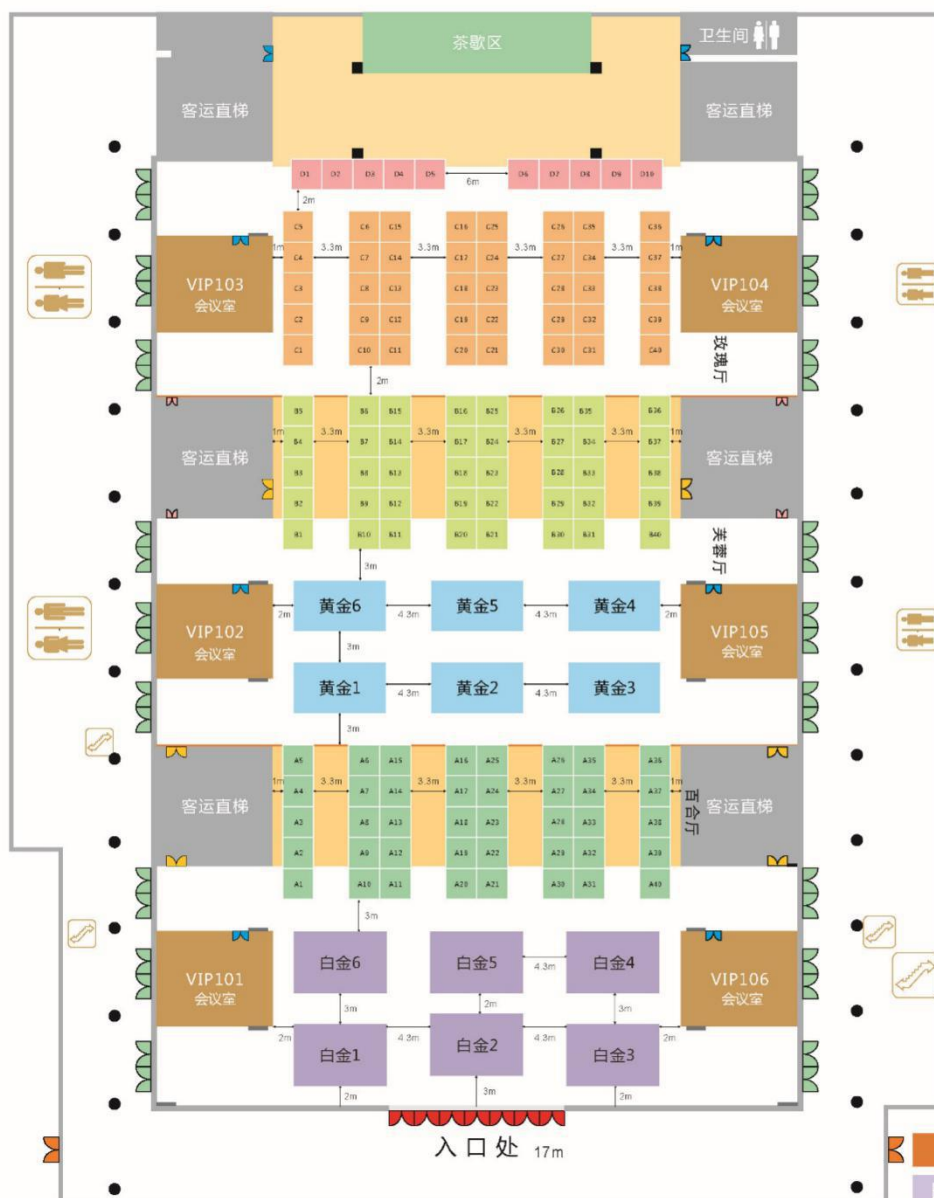 茶歇区
卫生间
客运直梯
客运直梯
D1 D2 D3 D4 D5 6m D6 D7 D8 D9 D10
2m
C5 C6 C15 C16 C25 C26 C35 C36
1m 3.3m 3.3m 3.3m 3.3m 1m
C4 C7 C14 C17 C24 C27 C34 C37
VIP103
会议室
VIP104
会议室
C3 C8 C13 C18 C23 C28 C33 C38
C2 C9 C12 C19 C22 C29 C32 C39
C1 C10 C11 C20 C21 C30 C31 C40
玫瑰厅
2m
B5 B6 B15 B16 B25 B26 B35 B36
1m 3.3m 3.3m 3.3m 3.3m 1m
B4 B7 B14 B17 B24 B27 B34 B37
客运直梯
客运直梯
B3 B8 B13 B18 B23 B28 B33 B38
B2 B9 B12 B19 B22 B29 B32 B39
B1 B10 B11 B20 B21 B30 B31 B40
芙蓉厅
3m
黄金6 黄金5 黄金4
2m 4.3m 4.3m 2m
VIP102
会议室
VIP105
会议室
3m
黄金1 黄金2 黄金3
4.3m 4.3m
3m
A5 A6 A15 A16 A25 A26 A35 A36
1m 3.3m 3.3m 3.3m 3.3m 1m
A4 A7 A14 A17 A24 A27 A34 A37
客运直梯
客运直梯
百合厅
A3 A8 A13 A18 A23 A28 A33 A38
A2 A9 A12 A19 A22 A29 A32 A39
A1 A10 A11 A20 A21 A30 A31 A40
3m
白金6 白金5 白金4
4.3m
VIP101
会议室
VIP106
会议室
3m 2m 3m
2m 4.3m 4.3m 2m
白金1 白金2 白金3
2m 3m 2m
入口处 17m